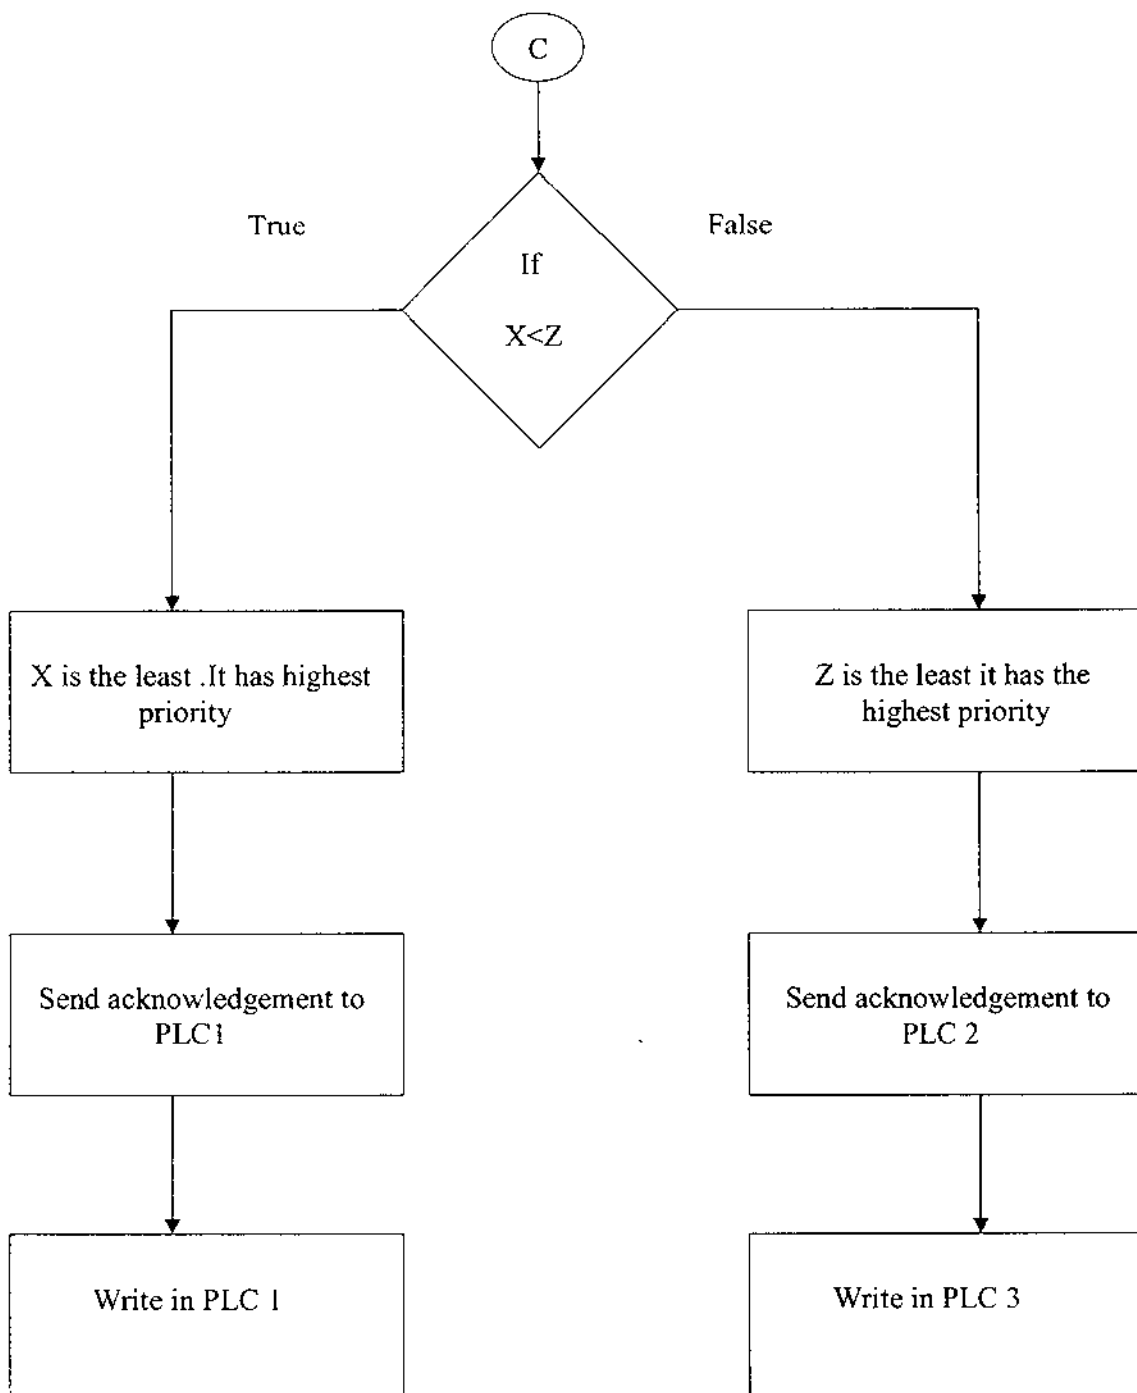 C
True
False
If
X<Z
X is the least .It has highest
priority
Z is the least it has the
highest priority
Send acknowledgement to
PLC1
Send acknowledgement to
PLC 2
Write in PLC 1
Write in PLC 3